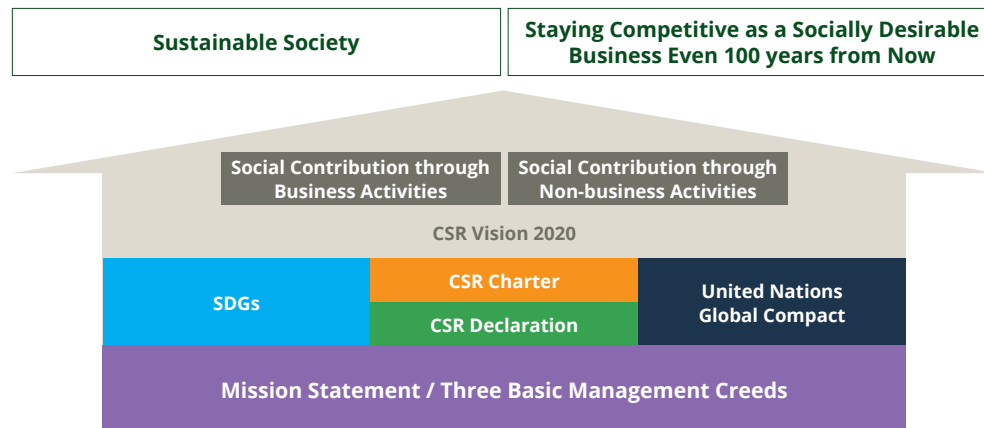 Sustainable Society
Staying Competitive as a Socially Desirable
Business Even 100 years from Now
Social Contribution through
Business Activities
Social Contribution through
Non-business Activities
CSR Vision 2020
SDGs
CSR Charter
CSR Declaration
United Nations
Global Compact
Mission Statement / Three Basic Management Creeds